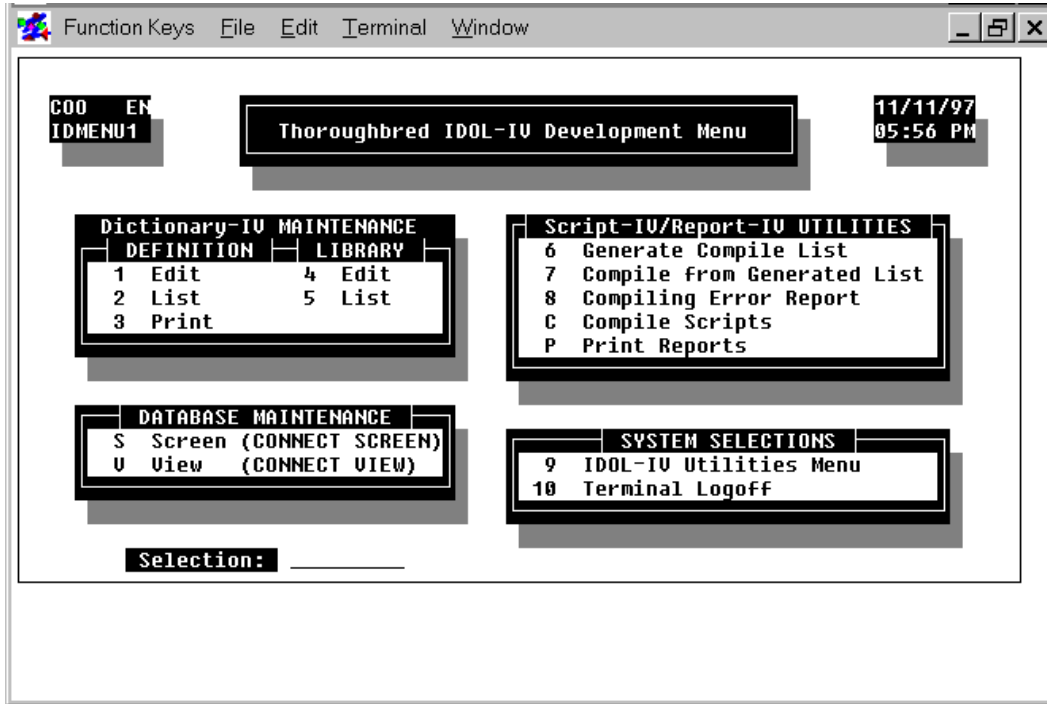 Function Keys File Edit Terminal Window
COO EN
IDMENU1
Thoroughbred IDOL-IV Development Menu
11/11/97
05:56 PM
Dictionary-IV MAINTENANCE
DEFINITION LIBRARY
1 Edit 4 Edit
2 List 5 List
3 Print
Script-IV/Report-IV UTILITIES
6 Generate Compile List
7 Compile from Generated List
8 Compiling Error Report
C Compile Scripts
P Print Reports
DATABASE MAINTENANCE
S Screen (CONNECT SCREEN)
V View (CONNECT VIEW)
SYSTEM SELECTIONS
9 IDOL-IV Utilities Menu
10 Terminal Logoff
Selection: